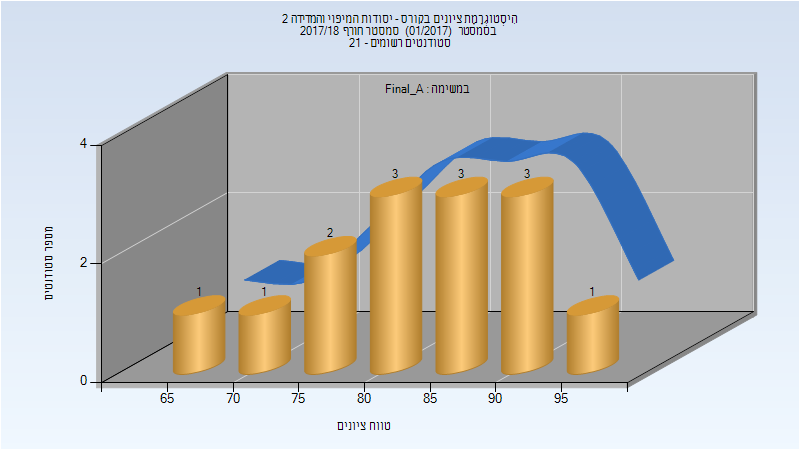 היסטוגרמת ציונים בקורס - יסודות המיפוי והמדידה 2
בסמסטר (01/2017) סמסטר חורף 2017/18
סטודנטים רשומים - 21
במשימה : Final_A
מספר סטודנטים
4
2
0
1
1
2
3
3
3
1
65 70 75 80 85 90 95
טווח ציונים